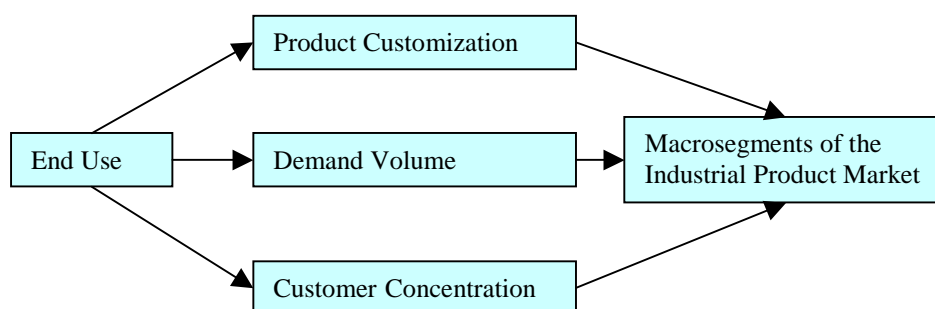 Product Customization
End Use
Demand Volume
Macrosegments of the
Industrial Product Market
Customer Concentration